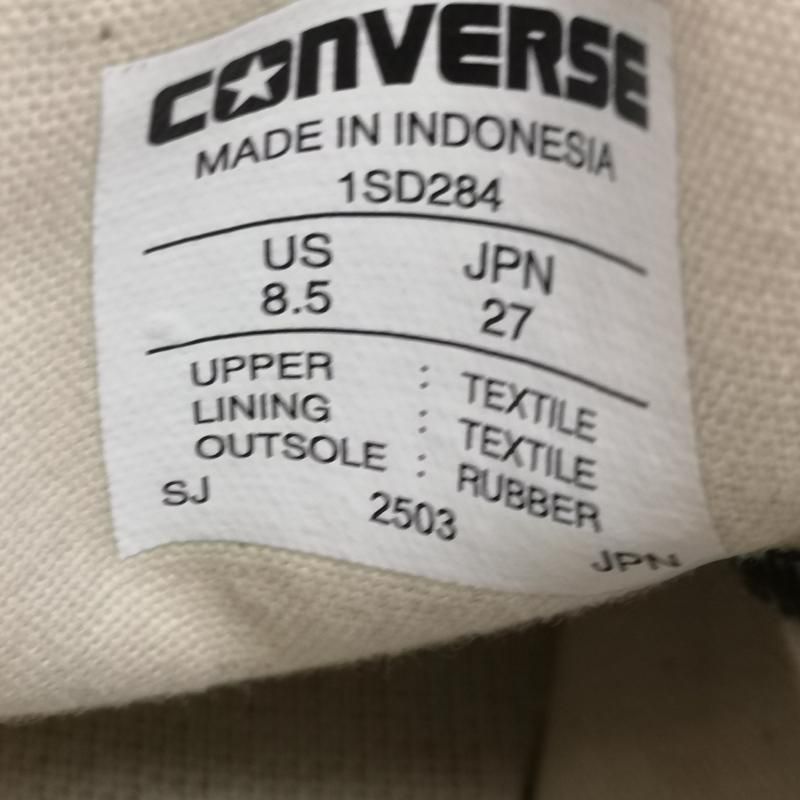 CONVERSE
MADE IN INDONESIA
1SD284
US JPN
8.5 27
UPPER : TEXTILE
LINING : TEXTILE
OUTSOLE : RUBBER
SJ 2503 JPN